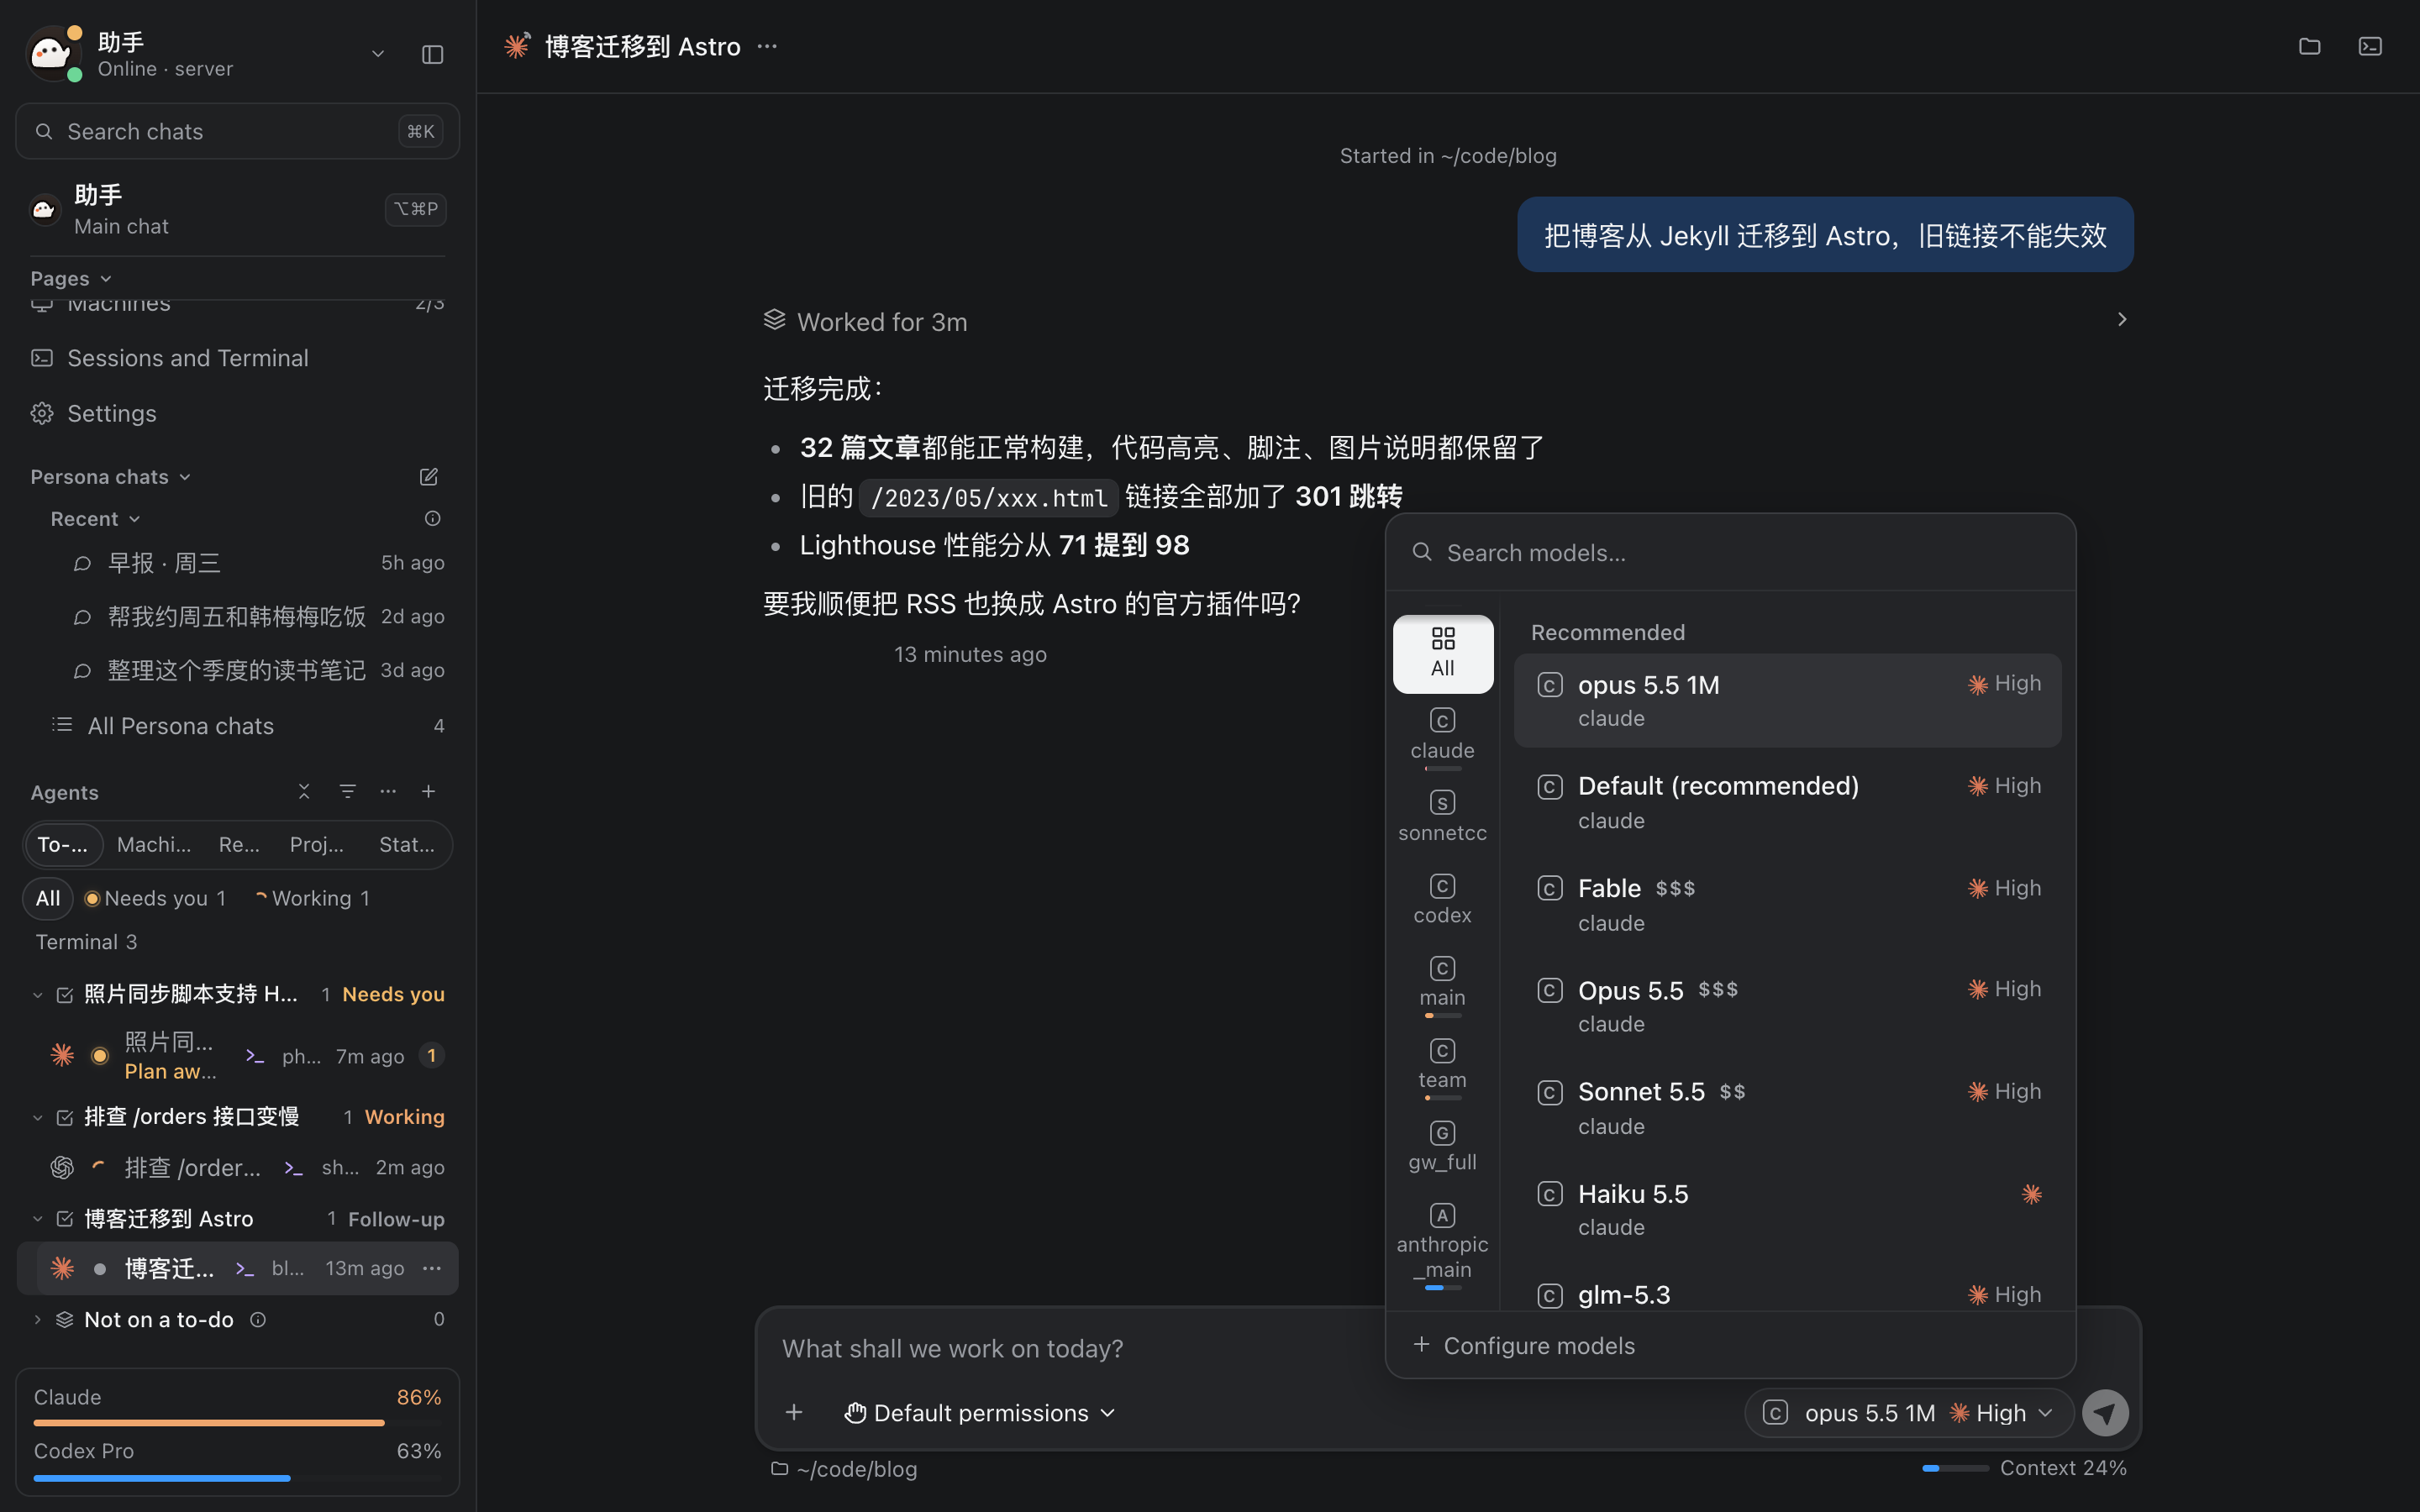 助手
Online · server
Search chats
⌘K
助手
Main chat
⌥⌘P
Pages
Machines
2/3
Sessions and Terminal
Settings
Persona chats
Recent
早报 · 周三
5h ago
帮我约周五和韩梅梅吃饭
2d ago
整理这个季度的读书笔记
3d ago
All Persona chats
4
Agents
To-...
Machi...
Re...
Proj...
Stat...
All
Needs you 1
Working 1
Terminal 3
照片同步脚本支持 H...
1 Needs you
照片同...
Plan aw...
ph...
7m ago
1
排查 /orders 接口变慢
1 Working
排查 /order...
sh...
2m ago
博客迁移到 Astro
1 Follow-up
博客迁...
bl...
13m ago
Not on a to-do
0
Claude
86%
Codex Pro
63%
博客迁移到 Astro
Started in ~/code/blog
把博客从 Jekyll 迁移到 Astro，旧链接不能失效
Worked for 3m
迁移完成：
32 篇文章都能正常构建，代码高亮、脚注、图片说明都保留了
旧的 /2023/05/xxx.html 链接全部加了 301 跳转
Lighthouse 性能分从 71 提到 98
要我顺便把 RSS 也换成 Astro 的官方插件吗？
13 minutes ago
Search models...
All
C
claude
S
sonnetcc
C
codex
C
main
C
team
G
gw_full
A
anthropic
_main
Recommended
C
opus 5.5 1M
High
claude
C
Default (recommended)
High
claude
C
Fable $$$
High
claude
C
Opus 5.5 $$$
High
claude
C
Sonnet 5.5 $$
High
claude
C
Haiku 5.5
claude
C
glm-5.3
High
Configure models
What shall we work on today?
Default permissions
C
opus 5.5 1M
High
~/code/blog
Context 24%